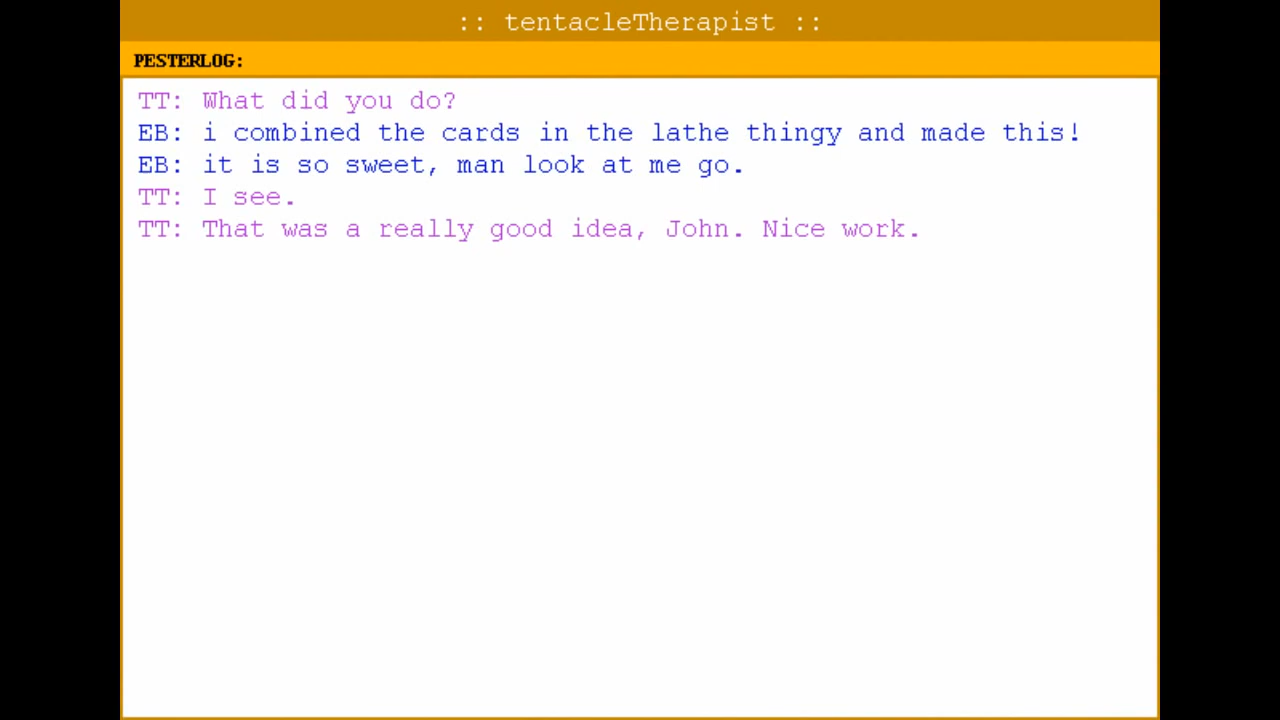 :: tentacleTherapist ::
PESTERLOG:
TT: What did you do?
EB: i combined the cards in the lathe thingy and made this!
EB: it is so sweet, man look at me go.
TT: I see.
TT: That was a really good idea, John. Nice work.